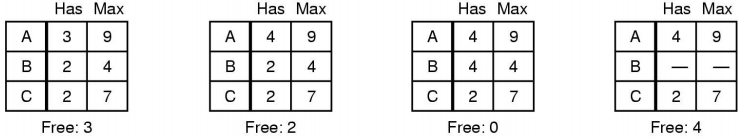 Has Max
A 3 9
B 2 4
C 2 7
Free: 3
Has Max
A 4 9
B 2 4
C 2 7
Free: 2
Has Max
A 4 9
B 4 4
C 2 7
Free: 0
Has Max
A 4 9
B — —
C 2 7
Free: 4